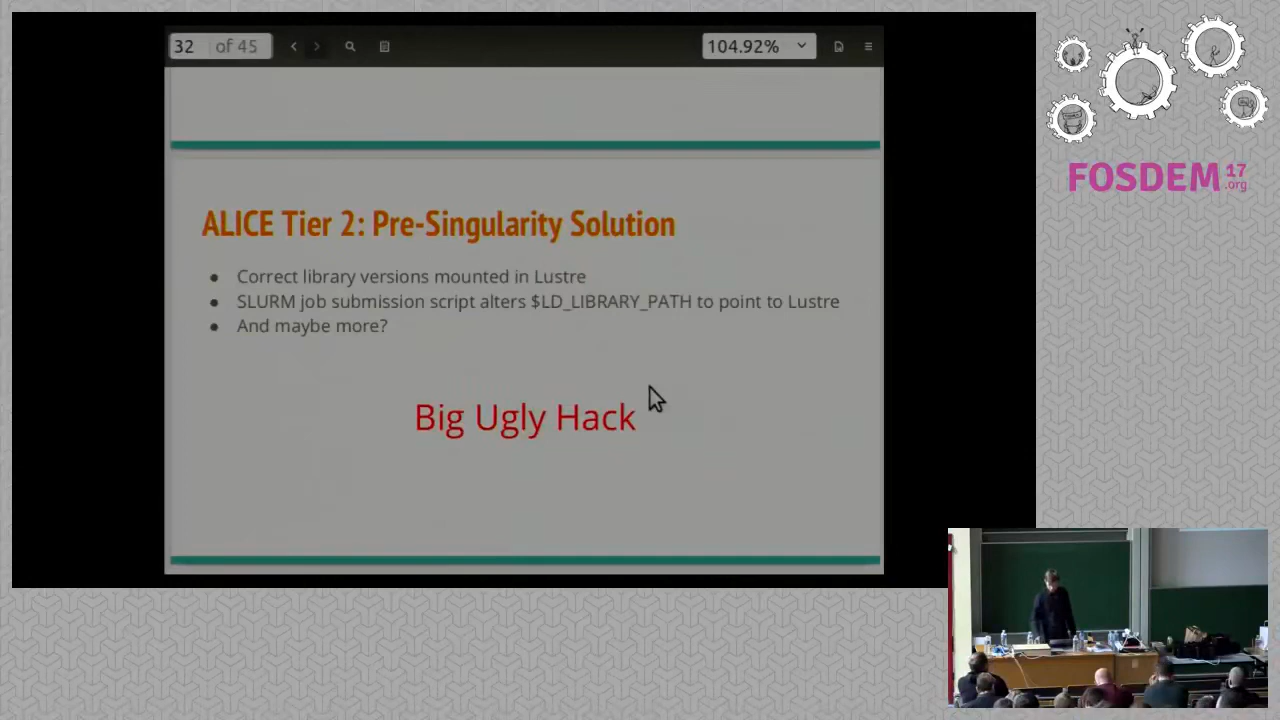 32 of 45
104.92%
FOSDEM 17 .org
ALICE Tier 2: Pre-Singularity Solution
● Correct library versions mounted in Lustre
● SLURM job submission script alters $LD_LIBRARY_PATH to point to Lustre
● And maybe more?
Big Ugly Hack